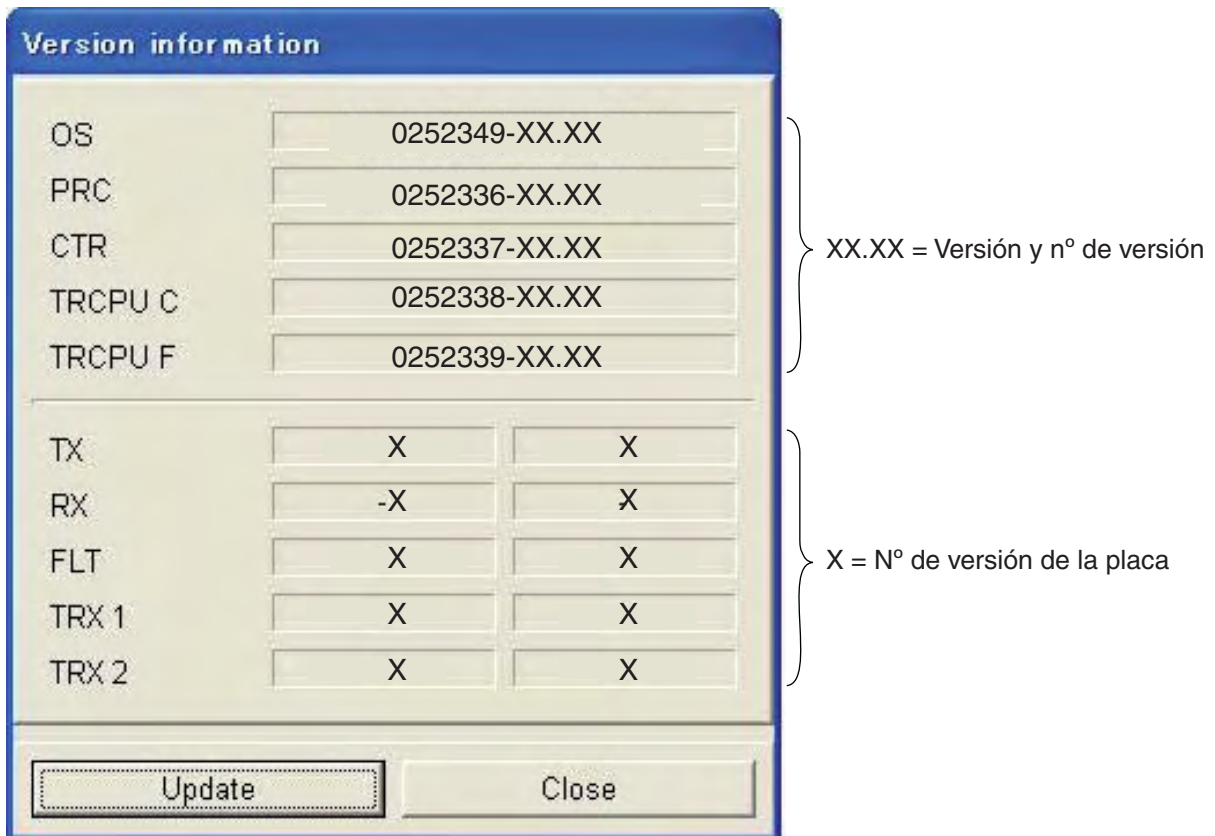 Version information
OS 0252349-XX.XX
PRC 0252336-XX.XX
CTR 0252337-XX.XX
TRCPU C 0252338-XX.XX
TRCPU F 0252339-XX.XX
XX.XX = Versión y nº de versión
TX X X
RX -X -X
FLT X X
TRX 1 X X
TRX 2 X X
X = Nº de versión de la placa
Update Close